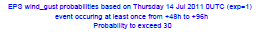 EPS wind_gust probabilities based on Thursday 14 Jul 2011 0UTC (exp=1)
event occuring at least once from +48h to +96h
Probability to exceed 30